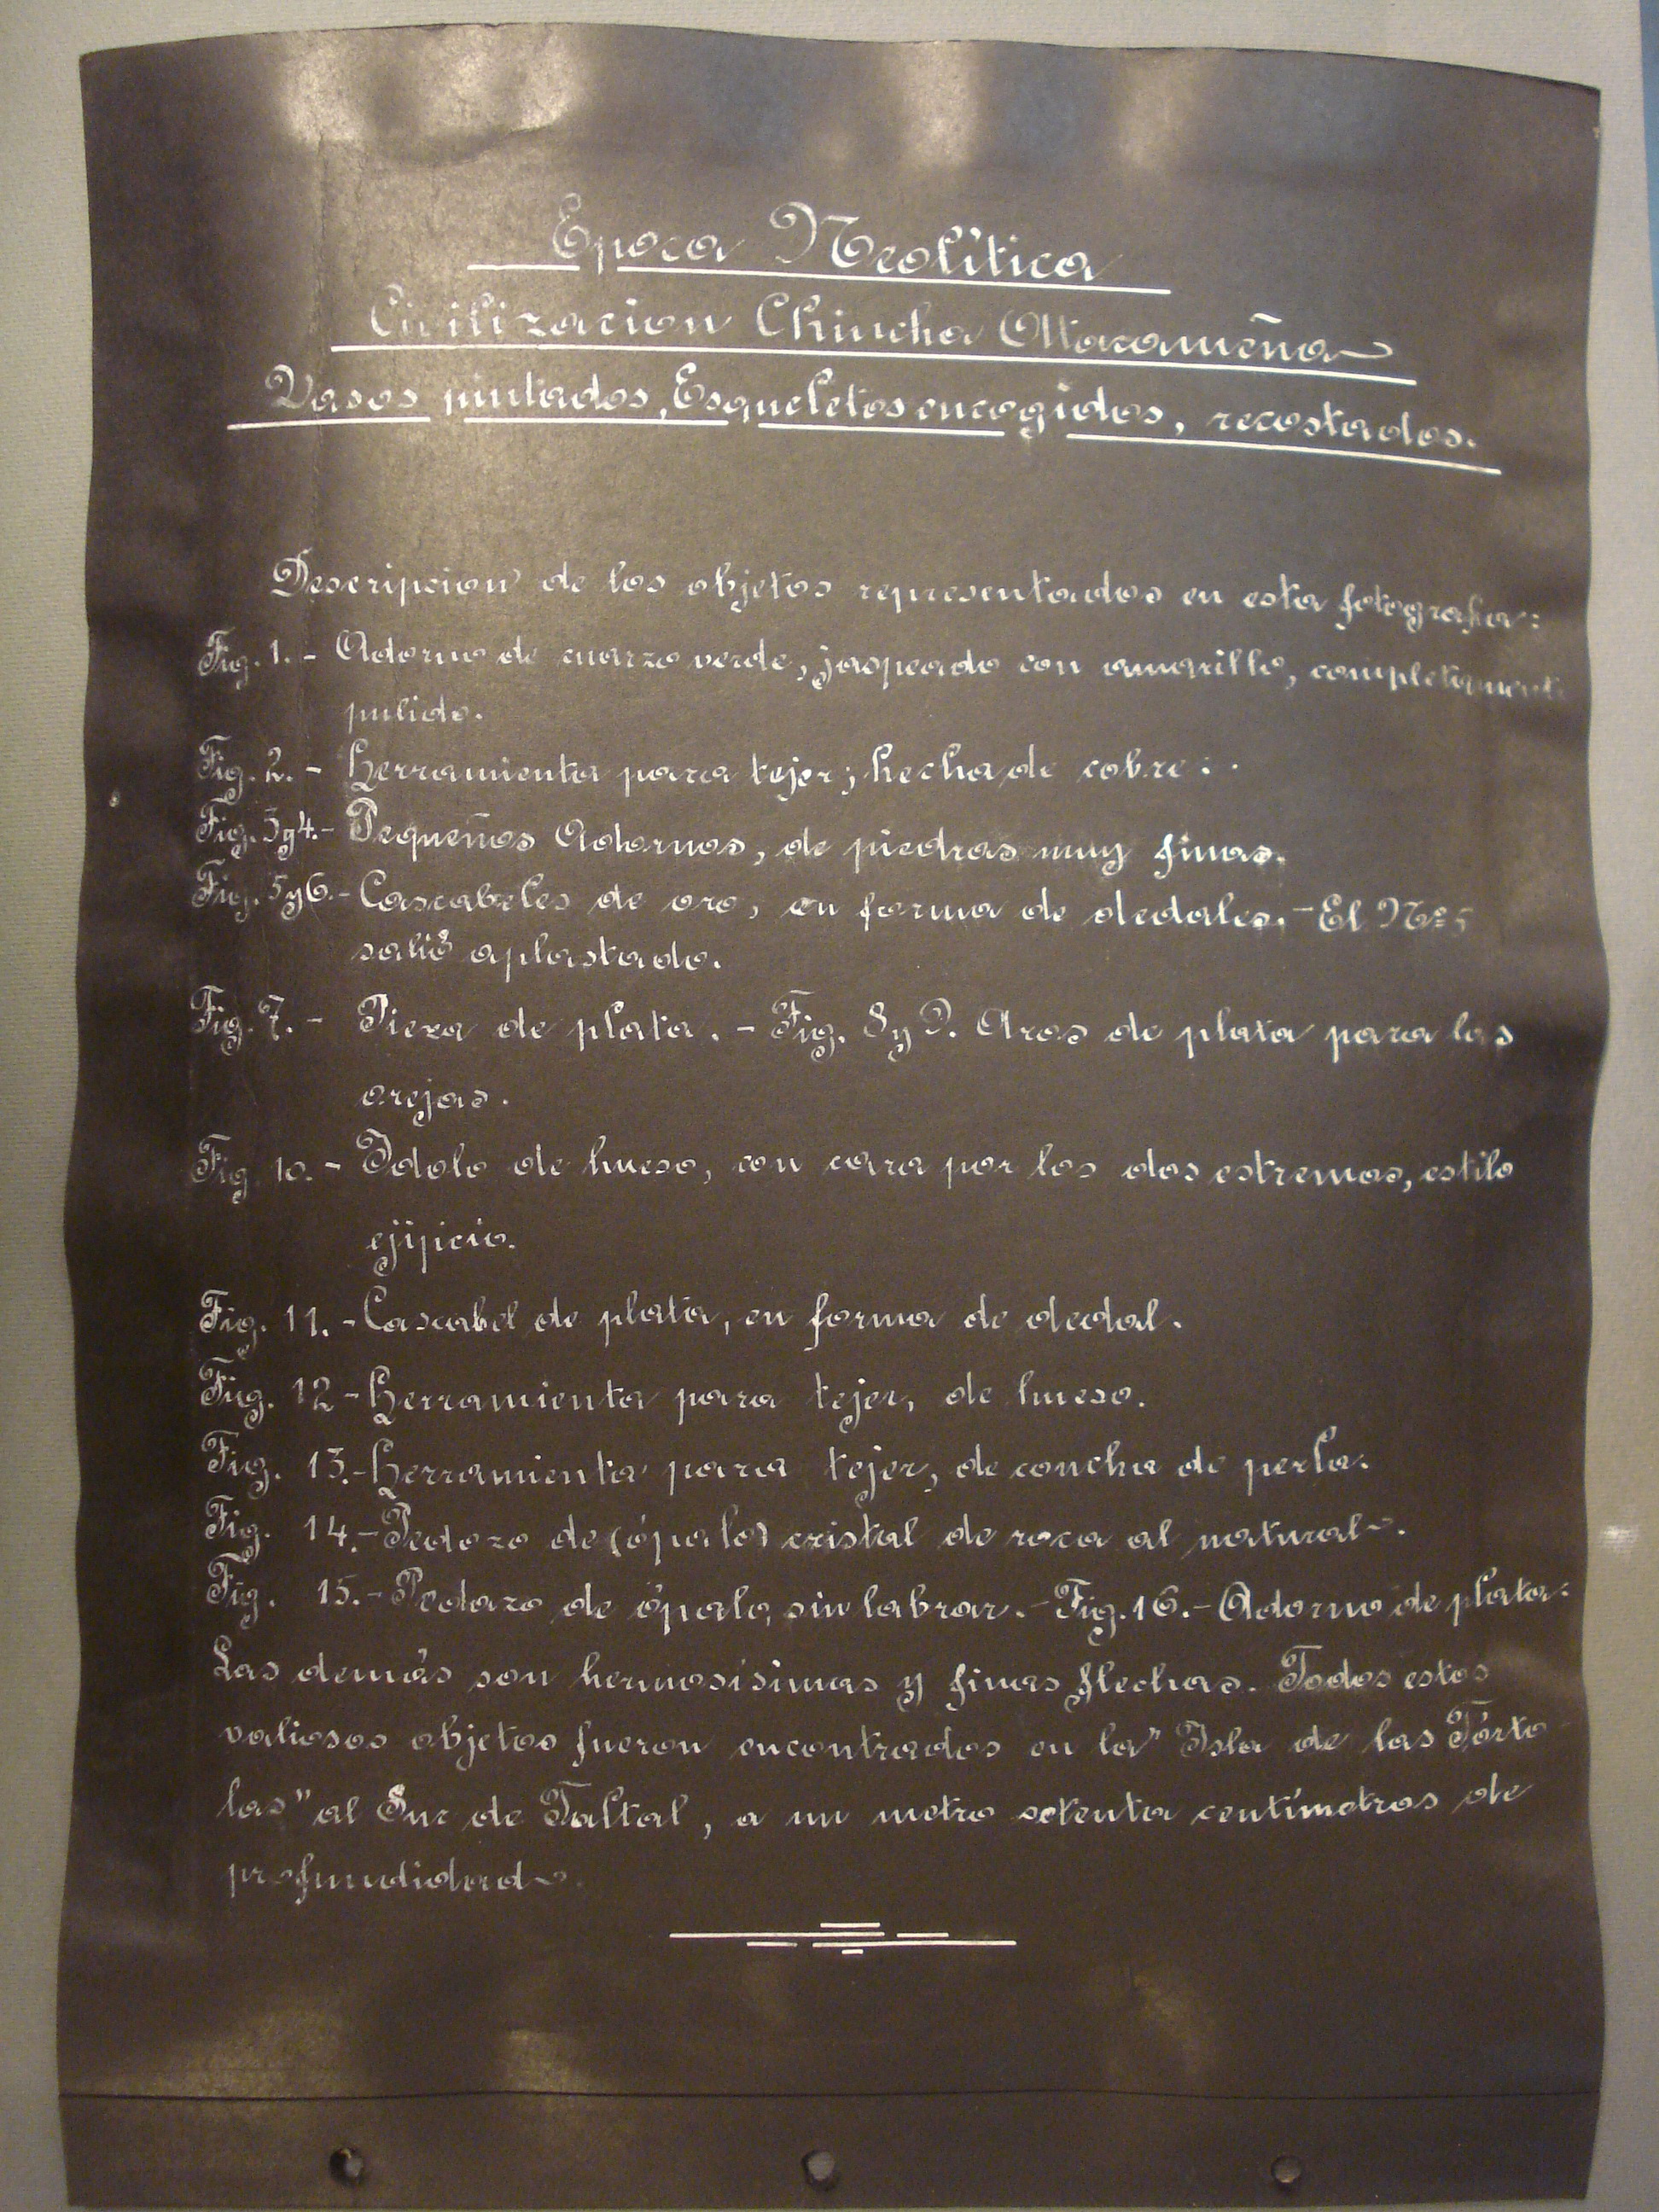 Epoca Neolítica
Civilizacion Chincha Atacameña
Vasos pintados, Esqueletos encogidos, recostados.
Descripcion de los objetos representados en esta fotografia:
Fig. 1. - Adorno de cuarzo verde, jaspeado con amarillo, completamente
pulido.
Fig. 2. - Herramienta para tejer; hecha de cobre.
Fig. 3y4.- Pequeños Adornos, de piedras muy finas.
Fig. 5y6.- Cascabeles de oro, en forma de dedales. - El Nº 5
salió aplastado.
Fig. 7. - Pieza de plata. - Fig. 8 y 9. Aros de plata para las
orejas.
Fig. 10. - Idolo de hueso, con cara por los dos estremos, estilo
ejipcio.
Fig. 11. - Cascabel de plata, en forma de dedal.
Fig. 12 - Herramienta para tejer, de hueso.
Fig. 13.- Herramienta para tejer, de concha de perla.
Fig. 14.- Pedazo de (ópalo) cristal de roca al natural.
Fig. 15.- Pedazo de ópalo, sin labrar. - Fig. 16. - Adorno de plata.
Las demás son hermosísimas y finas flechas. Todos estos
valiosos objetos fueron encontrados en la "Isla de las Tórto
las" al Sur de Taltal, a un metro setenta centímetros de
profundidad.